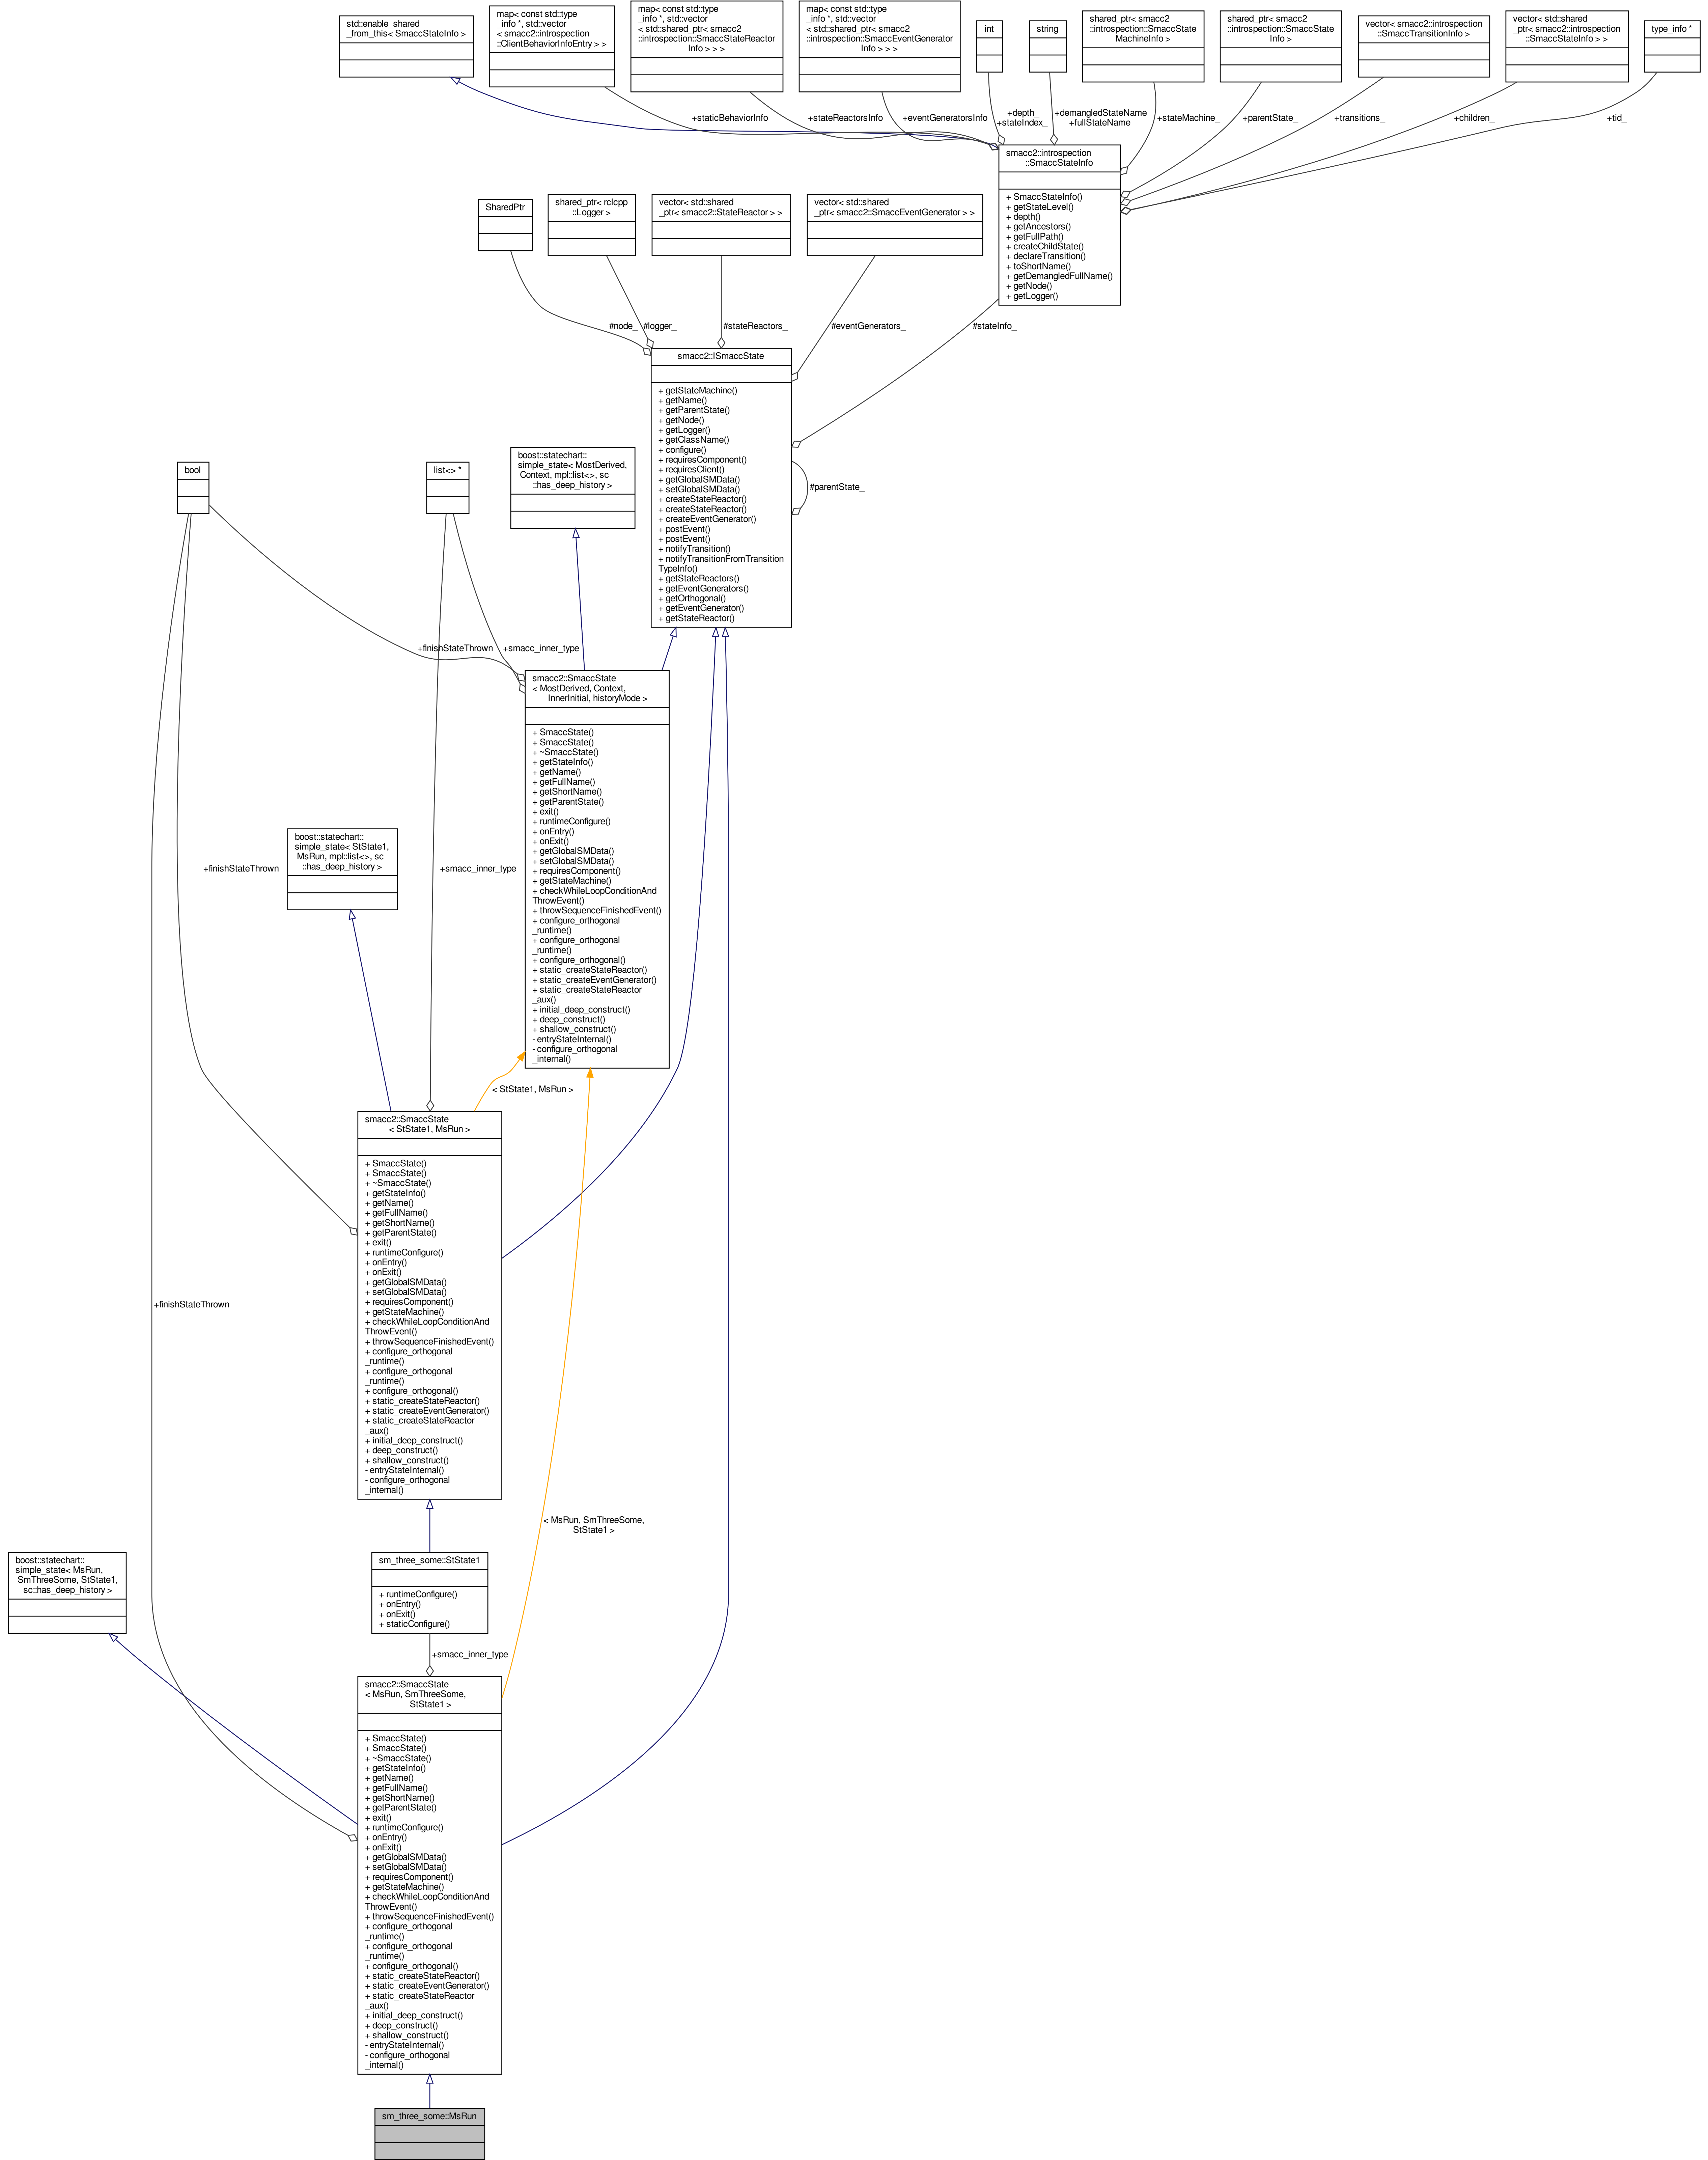 std::enable_shared
_from_this< SmaccStateInfo >
map< const std::type
_info *, std::vector
< smacc2::introspection
::ClientBehaviorInfoEntry > >
map< const std::type
_info *, std::vector
< std::shared_ptr< smacc2
::introspection::SmaccStateReactor
Info > > >
map< const std::type
_info *, std::vector
< std::shared_ptr< smacc2
::introspection::SmaccEventGenerator
Info > > >
int
string
shared_ptr< smacc2
::introspection::SmaccState
MachineInfo >
shared_ptr< smacc2
::introspection::SmaccState
Info >
vector< smacc2::introspection
::SmaccTransitionInfo >
vector< std::shared
_ptr< smacc2::introspection
::SmaccStateInfo > >
type_info *
+staticBehaviorInfo
+stateReactorsInfo
+eventGeneratorsInfo
+depth_
+stateIndex_
+demangledStateName
+fullStateName
+stateMachine_
+parentState_
+transitions_
+children_
+tid_
smacc2::introspection
::SmaccStateInfo
+ SmaccStateInfo()
+ getStateLevel()
+ depth()
+ getAncestors()
+ getFullPath()
+ createChildState()
+ declareTransition()
+ toShortName()
+ getDemangledFullName()
+ getNode()
+ getLogger()
SharedPtr
shared_ptr< rclcpp
::Logger >
vector< std::shared
_ptr< smacc2::StateReactor > >
vector< std::shared
_ptr< smacc2::SmaccEventGenerator > >
#node_
#logger_
#stateReactors_
#eventGenerators_
#stateInfo_
smacc2::ISmaccState
+ getStateMachine()
+ getName()
+ getParentState()
+ getNode()
+ getLogger()
+ getClassName()
+ configure()
+ requiresComponent()
+ requiresClient()
+ getGlobalSMData()
+ setGlobalSMData()
+ createStateReactor()
+ createStateReactor()
+ createEventGenerator()
+ postEvent()
+ postEvent()
+ notifyTransition()
+ notifyTransitionFromTransition
TypeInfo()
+ getStateReactors()
+ getEventGenerators()
+ getOrthogonal()
+ getEventGenerator()
+ getStateReactor()
#parentState_
bool
list<> *
boost::statechart::
simple_state< MostDerived,
Context, mpl::list<>, sc
::has_deep_history >
+finishStateThrown
+smacc_inner_type
smacc2::SmaccState
< MostDerived, Context,
InnerInitial, historyMode >
+ SmaccState()
+ SmaccState()
+ ~SmaccState()
+ getStateInfo()
+ getName()
+ getFullName()
+ getShortName()
+ getParentState()
+ exit()
+ runtimeConfigure()
+ onEntry()
+ onExit()
+ getGlobalSMData()
+ setGlobalSMData()
+ requiresComponent()
+ getStateMachine()
+ checkWhileLoopConditionAnd
ThrowEvent()
+ throwSequenceFinishedEvent()
+ configure_orthogonal
_runtime()
+ configure_orthogonal
_runtime()
+ configure_orthogonal()
+ static_createStateReactor()
+ static_createEventGenerator()
+ static_createStateReactor
_aux()
+ initial_deep_construct()
+ deep_construct()
+ shallow_construct()
- entryStateInternal()
- configure_orthogonal
_internal()
boost::statechart::
simple_state< StState1,
MsRun, mpl::list<>, sc
::has_deep_history >
+finishStateThrown
+smacc_inner_type
< StState1, MsRun >
smacc2::SmaccState
< StState1, MsRun >
+ SmaccState()
+ SmaccState()
+ ~SmaccState()
+ getStateInfo()
+ getName()
+ getFullName()
+ getShortName()
+ getParentState()
+ exit()
+ runtimeConfigure()
+ onEntry()
+ onExit()
+ getGlobalSMData()
+ setGlobalSMData()
+ requiresComponent()
+ getStateMachine()
+ checkWhileLoopConditionAnd
ThrowEvent()
+ throwSequenceFinishedEvent()
+ configure_orthogonal
_runtime()
+ configure_orthogonal
_runtime()
+ configure_orthogonal()
+ static_createStateReactor()
+ static_createEventGenerator()
+ static_createStateReactor
_aux()
+ initial_deep_construct()
+ deep_construct()
+ shallow_construct()
- entryStateInternal()
- configure_orthogonal
_internal()
+finishStateThrown
< MsRun, SmThreeSome,
StState1 >
boost::statechart::
simple_state< MsRun,
SmThreeSome, StState1,
sc::has_deep_history >
sm_three_some::StState1
+ runtimeConfigure()
+ onEntry()
+ onExit()
+ staticConfigure()
+smacc_inner_type
smacc2::SmaccState
< MsRun, SmThreeSome,
StState1 >
+ SmaccState()
+ SmaccState()
+ ~SmaccState()
+ getStateInfo()
+ getName()
+ getFullName()
+ getShortName()
+ getParentState()
+ exit()
+ runtimeConfigure()
+ onEntry()
+ onExit()
+ getGlobalSMData()
+ setGlobalSMData()
+ requiresComponent()
+ getStateMachine()
+ checkWhileLoopConditionAnd
ThrowEvent()
+ throwSequenceFinishedEvent()
+ configure_orthogonal
_runtime()
+ configure_orthogonal
_runtime()
+ configure_orthogonal()
+ static_createStateReactor()
+ static_createEventGenerator()
+ static_createStateReactor
_aux()
+ initial_deep_construct()
+ deep_construct()
+ shallow_construct()
- entryStateInternal()
- configure_orthogonal
_internal()
sm_three_some::MsRun